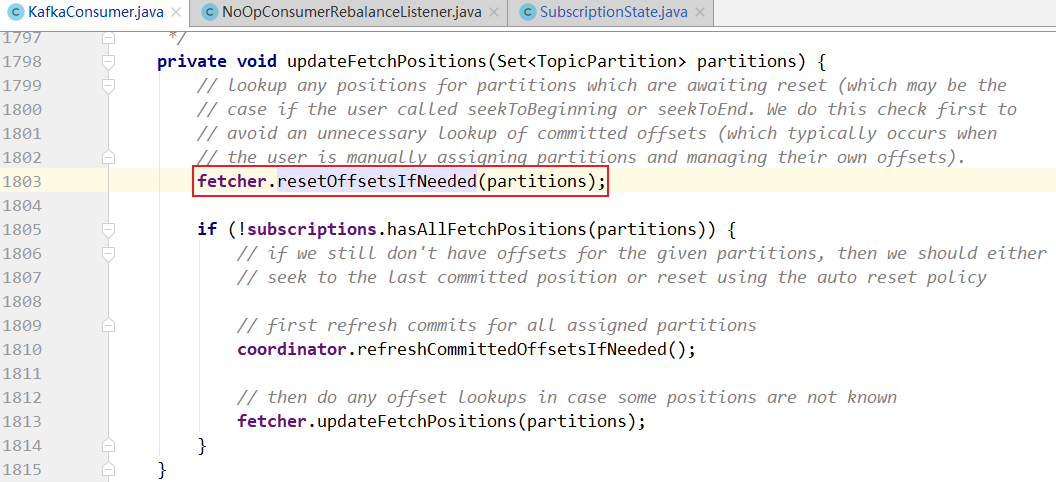 KafkaConsumer.java × NoOpConsumerRebalanceListener.java × SubscriptionState.java ×
1797 */
1798 private void updateFetchPositions(Set<TopicPartition> partitions) {
1799 // lookup any positions for partitions which are awaiting reset (which may be the
1800 // case if the user called seekToBeginning or seekToEnd. We do this check first to
1801 // avoid an unnecessary lookup of committed offsets (which typically occurs when
1802 // the user is manually assigning partitions and managing their own offsets).
1803 fetcher.resetOffsetsIfNeeded(partitions);
1804
1805 if (!subscriptions.hasAllFetchPositions(partitions)) {
1806 // if we still don't have offsets for the given partitions, then we should either
1807 // seek to the last committed position or reset using the auto reset policy
1808
1809 // first refresh commits for all assigned partitions
1810 coordinator.refreshCommittedOffsetsIfNeeded();
1811
1812 // then do any offset lookups in case some positions are not known
1813 fetcher.updateFetchPositions(partitions);
1814 }
1815 }